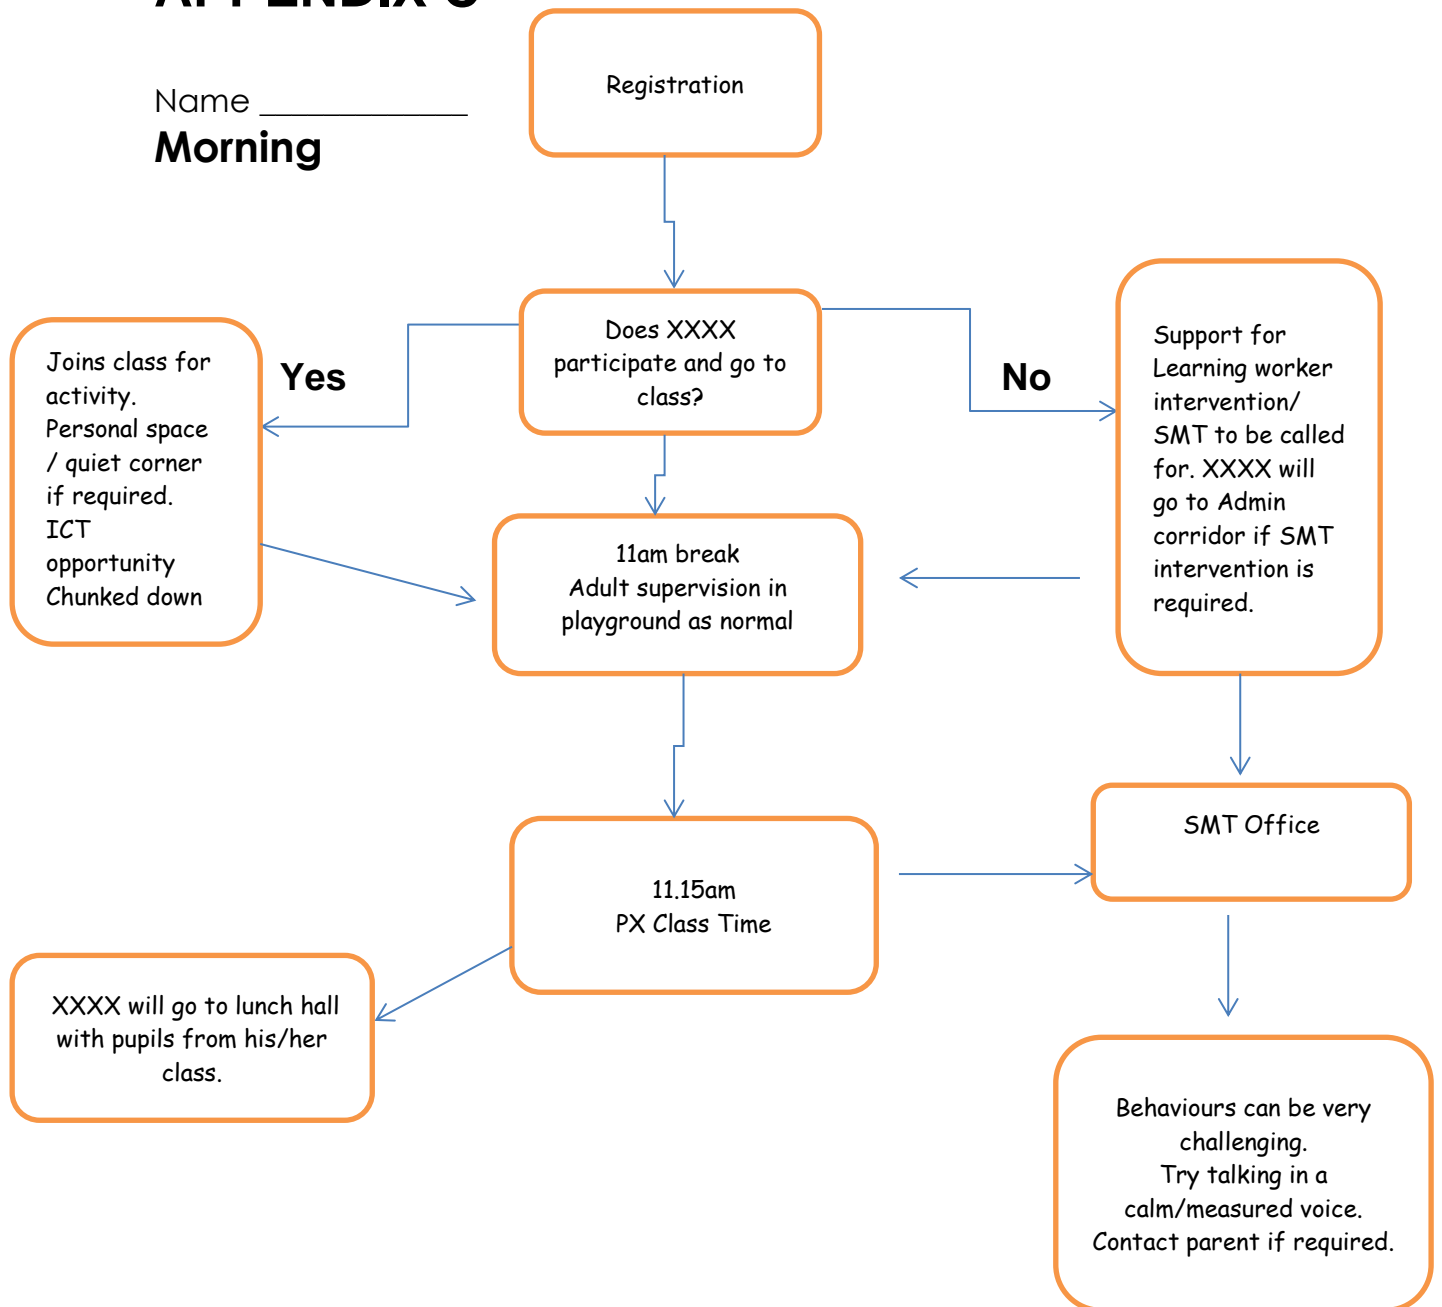 Registration
Name ____________
Morning
Does XXXX
participate and go to
class?
Yes
No
Joins class for
activity.
Personal space
/ quiet corner
if required.
ICT
opportunity
Chunked down
Support for
Learning worker
intervention/
SMT to be called
for. XXXX will
go to Admin
corridor if SMT
intervention is
required.
11am break
Adult supervision in
playground as normal
SMT Office
11.15am
PX Class Time
XXXX will go to lunch hall
with pupils from his/her
class.
Behaviours can be very
challenging.
Try talking in a
calm/measured voice.
Contact parent if required.